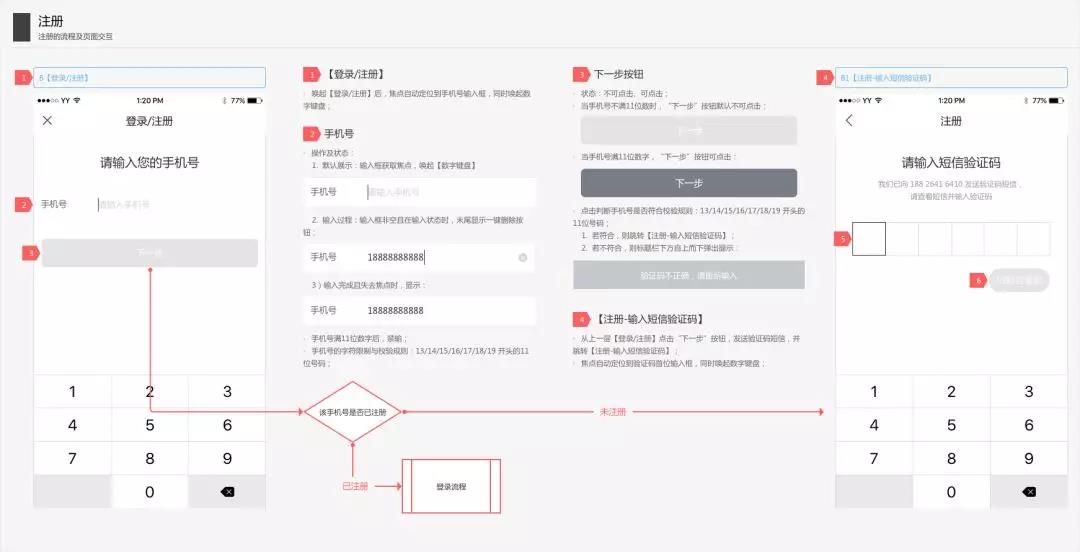 注册
注册的流程及页面交互
1
B【登录/注册】
YY
1:20 PM
77%
登录/注册
请输入您的手机号
2
手机号
请输入手机号
3
下一步
1
2
3
4
5
6
7
8
9
0
1
【登录/注册】
· 唤起【登录/注册】后，焦点自动定位到手机号输入框，同时唤起数
字键盘；
2
手机号
· 操作及状态：
1. 默认展示：输入框获取焦点，唤起【数字键盘】
手机号
请输入手机号
2. 输入过程：输入框非空且在输入状态时，末尾显示一键删除按
钮；
手机号
18888888888
3）输入完成且失去焦点时，显示：
手机号
18888888888
· 手机号满11位数字后，禁输；
· 手机号的字符限制与校验规则：13/14/15/16/17/18/19 开头的11
位号码；
该手机号是否已注册
未注册
已注册
登录流程
3
下一步按钮
· 状态：不可点击、可点击；
· 当手机号不满11位数时，“下一步”按钮默认不可点击；
下一步
· 当手机号满11位数字，“下一步”按钮可点击：
下一步
· 点击判断手机号是否符合校验规则：13/14/15/16/17/18/19 开头的
11位号码；
1. 若符合，则跳转【注册-输入短信验证码】；
2. 若不符合，则标题栏下方自上而下弹出提示：
验证码不正确，请重新输入
4
【注册-输入短信验证码】
· 从上一层【登录/注册】点击“下一步”按钮，发送验证码短信，并
跳转【注册-输入短信验证码】；
· 焦点自动定位到验证码首位输入框，同时唤起数字键盘；
4
B1【注册-输入短信验证码】
YY
1:20 PM
77%
注册
请输入短信验证码
我们已向 188 2641 6410 发送验证码短信，
请查看短信并输入验证码
5
6
1
2
3
4
5
6
7
8
9
0